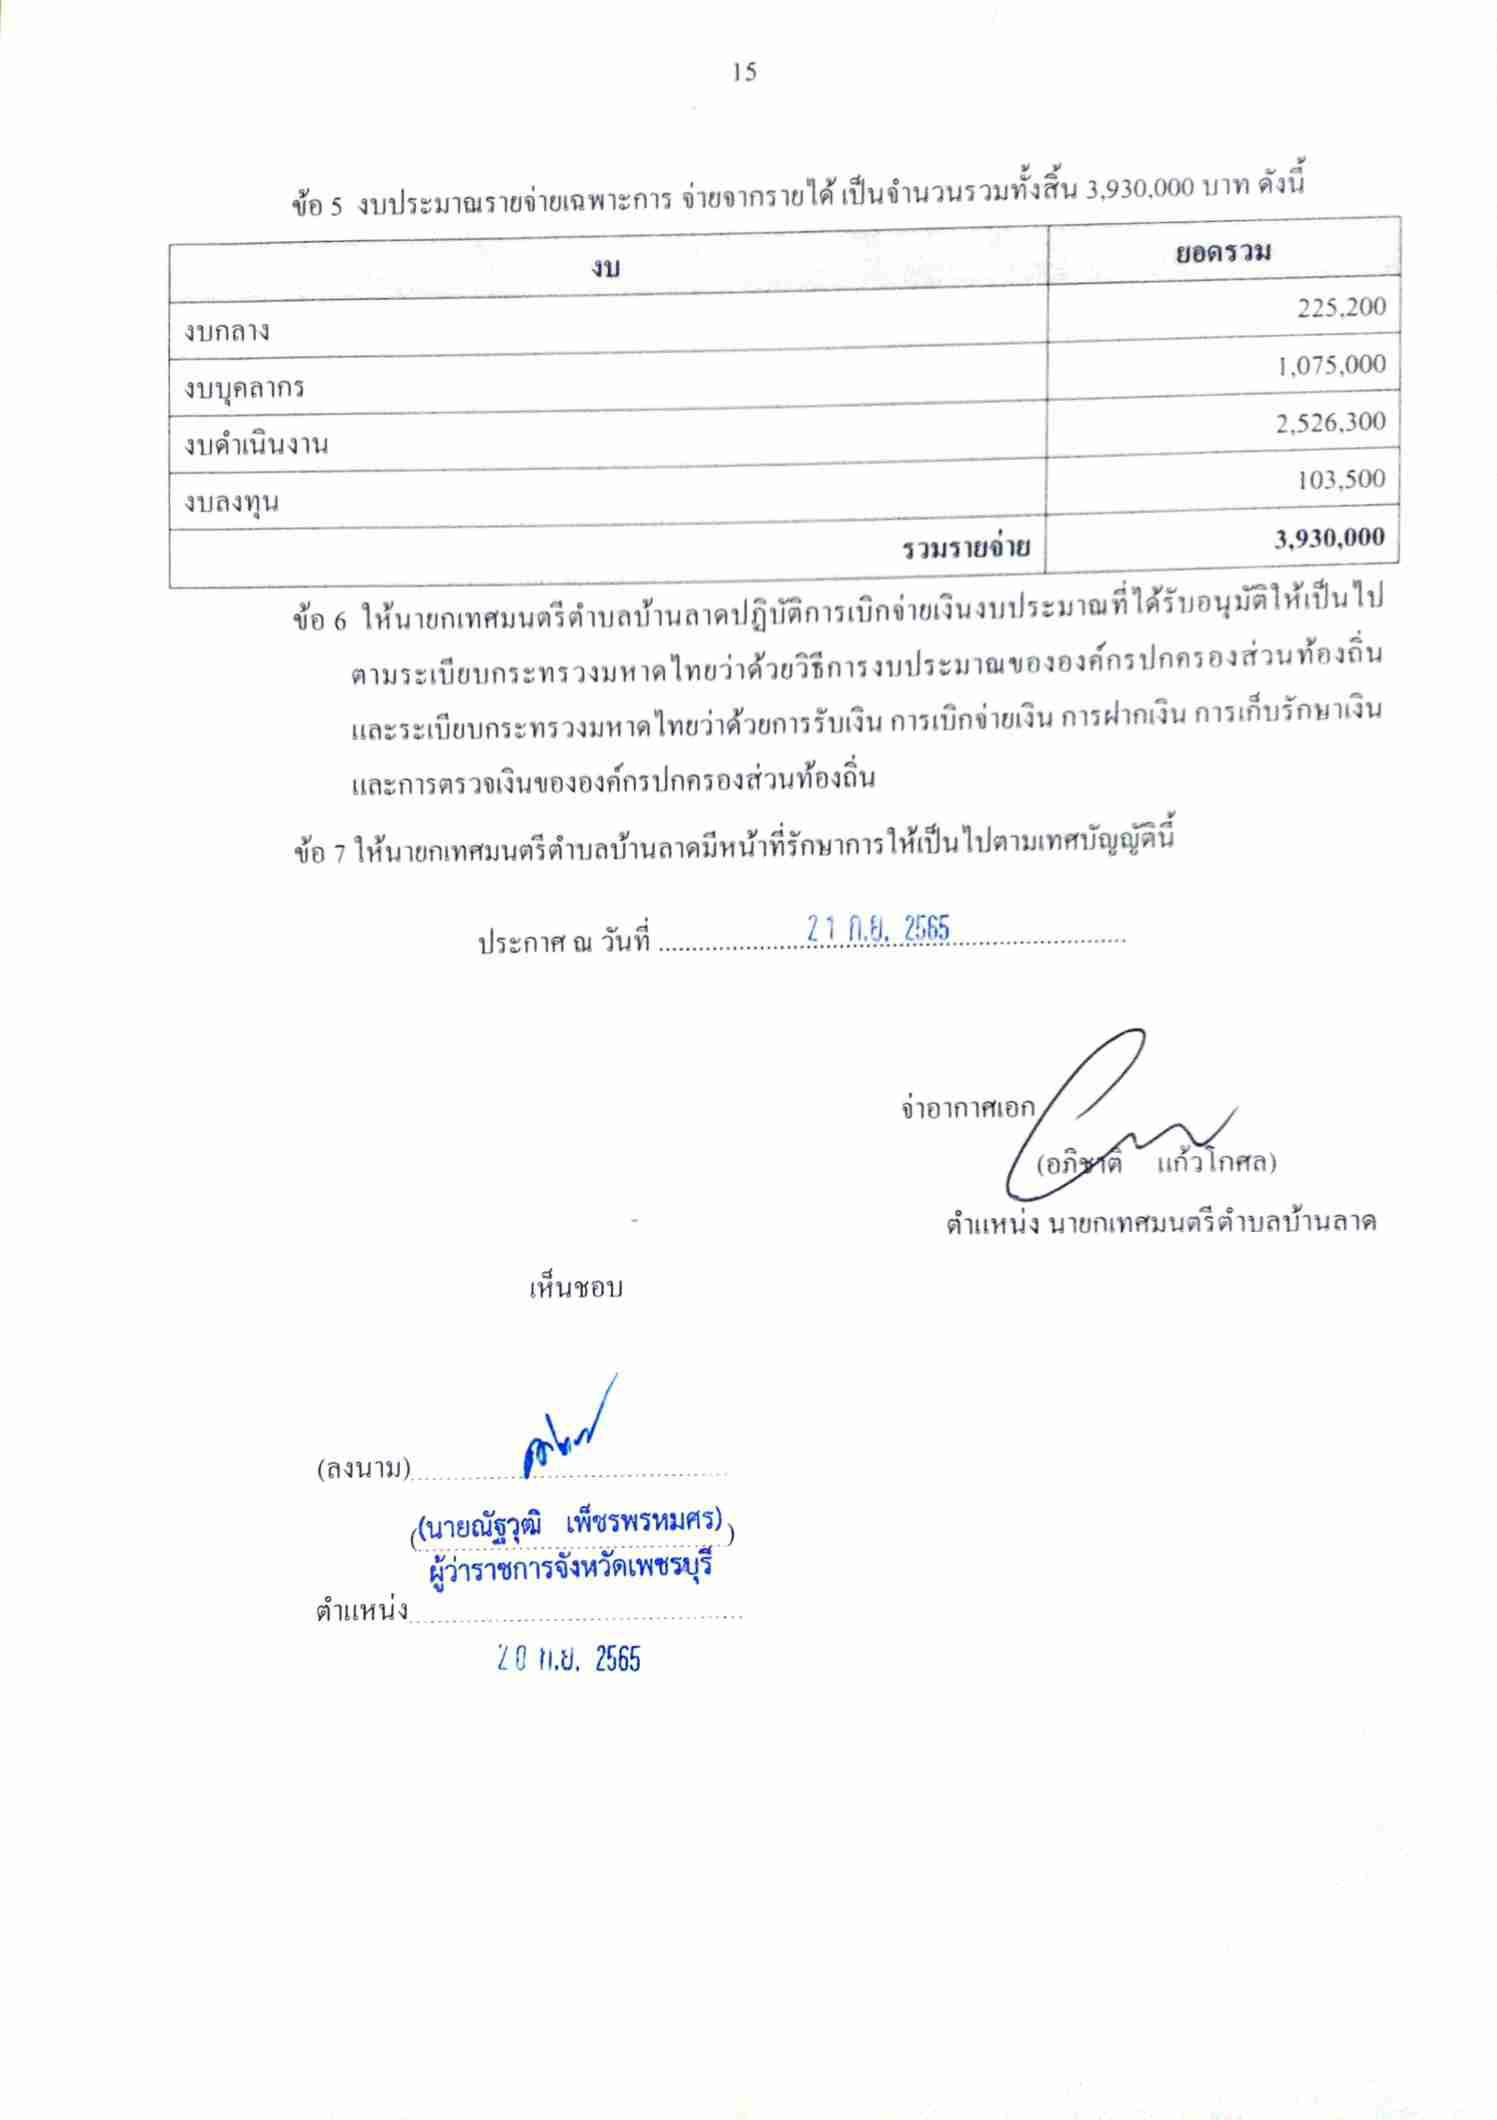 15
ข้อ 5 งบประมาณรายจ่ายเฉพาะการ จ่ายจากรายได้ เป็นจำนวนรวมทั้งสิ้น 3,930,000 บาท ดังนี้
งบ ยอดรวม
งบกลาง 225,200
งบบุคลากร 1,075,000
งบดำเนินงาน 2,526,300
งบลงทุน 103,500
รวมรายจ่าย 3,930,000
ข้อ 6 ให้นายกเทศมนตรีตำบลบ้านลาดปฏิบัติการเบิกจ่ายเงินงบประมาณที่ได้รับอนุมัติให้เป็นไป
ตามระเบียบกระทรวงมหาดไทยว่าด้วยวิธีการงบประมาณขององค์กรปกครองส่วนท้องถิ่น
และระเบียบกระทรวงมหาดไทยว่าด้วยการรับเงิน การเบิกจ่ายเงิน การฝากเงิน การเก็บรักษาเงิน
และการตรวจเงินขององค์กรปกครองส่วนท้องถิ่น
ข้อ 7 ให้นายกเทศมนตรีตำบลบ้านลาดมีหน้าที่รักษาการให้เป็นไปตามเทศบัญญัตินี้
ประกาศ ณ วันที่ 21 ก.ย. 2565
จ่าอากาศเอก
(อภิชาติ แก้วโกศล)
ตำแหน่ง นายกเทศมนตรีตำบลบ้านลาด
เห็นชอบ
(ลงนาม)
((นายณัฐวุฒิ เพ็ชรพรหมศร))
ผู้ว่าราชการจังหวัดเพชรบุรี
ตำแหน่ง
20 ก.ย. 2565